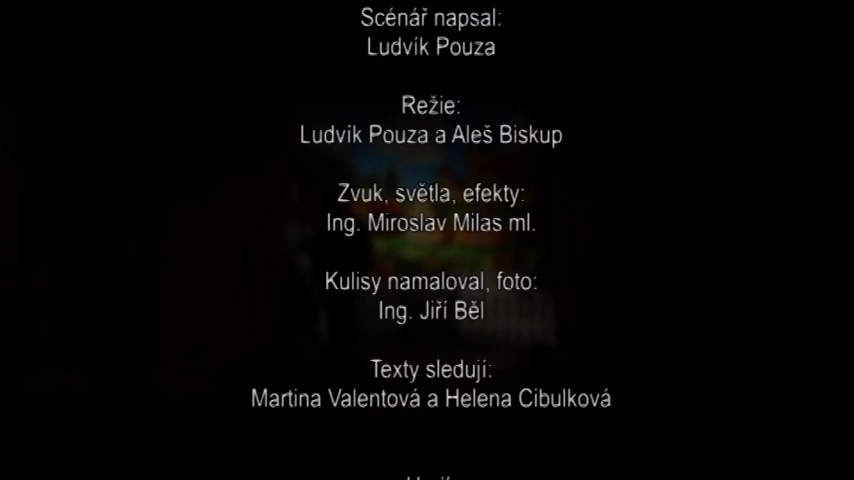 Scénář napsal:
Ludvík Pouza
Režie:
Ludvík Pouza a Aleš Biskup
Zvuk, světla, efekty:
Ing. Miroslav Milas ml.
Kulisy namaloval, foto:
Ing. Jiří Běl
Texty sledují:
Martina Valentová a Helena Cibulková